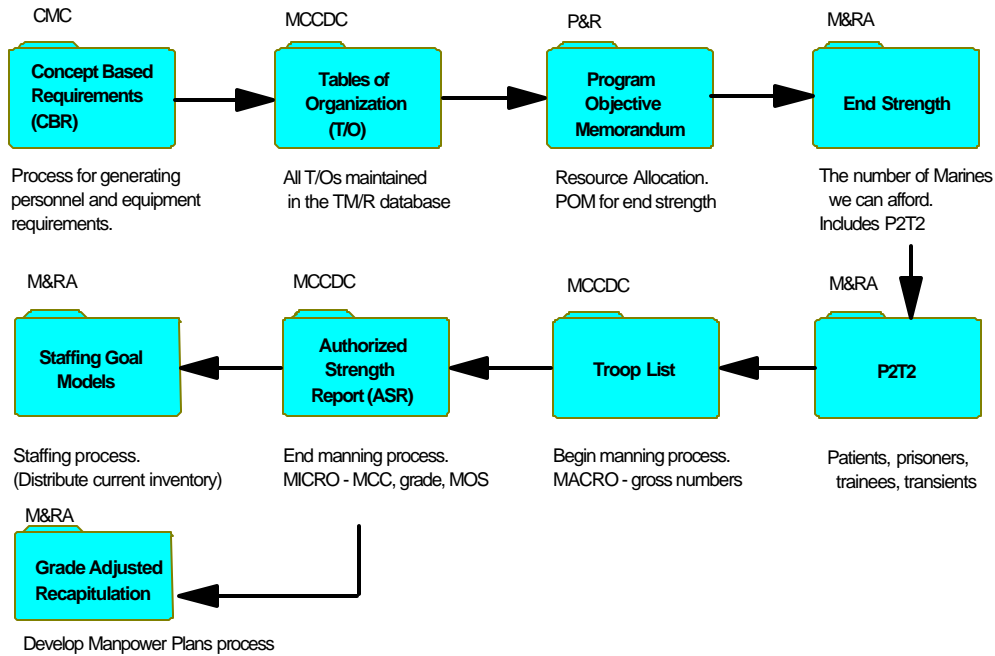 CMC
Concept Based
Requirements
(CBR)
Process for generating
personnel and equipment
requirements.
MCCDC
Tables of
Organization
(T/O)
All T/Os maintained
in the TM/R database
P&R
Program
Objective
Memorandum
Resource Allocation.
POM for end strength
M&RA
End Strength
The number of Marines
we can afford.
Includes P2T2
M&RA
P2T2
Patients, prisoners,
trainees, transients
MCCDC
Troop List
Begin manning process.
MACRO - gross numbers
MCCDC
Authorized
Strength
Report (ASR)
End manning process.
MICRO - MCC, grade, MOS
M&RA
Staffing Goal
Models
Staffing process.
(Distribute current inventory)
M&RA
Grade Adjusted
Recapitulation
Develop Manpower Plans process